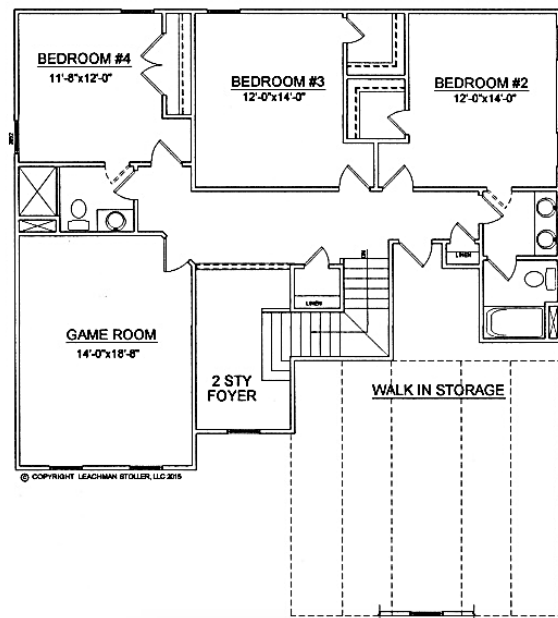 BEDROOM #4
11'-8"x12'-0"
BEDROOM #3
12'-0"x14'-0"
BEDROOM #2
12'-0"x14'-0"
LINEN
DN
LINEN
GAME ROOM
14'-0"x18'-8"
2 STY
FOYER
WALK IN STORAGE
© COPYRIGHT LEACHMAN STOLLER, LLC 2015